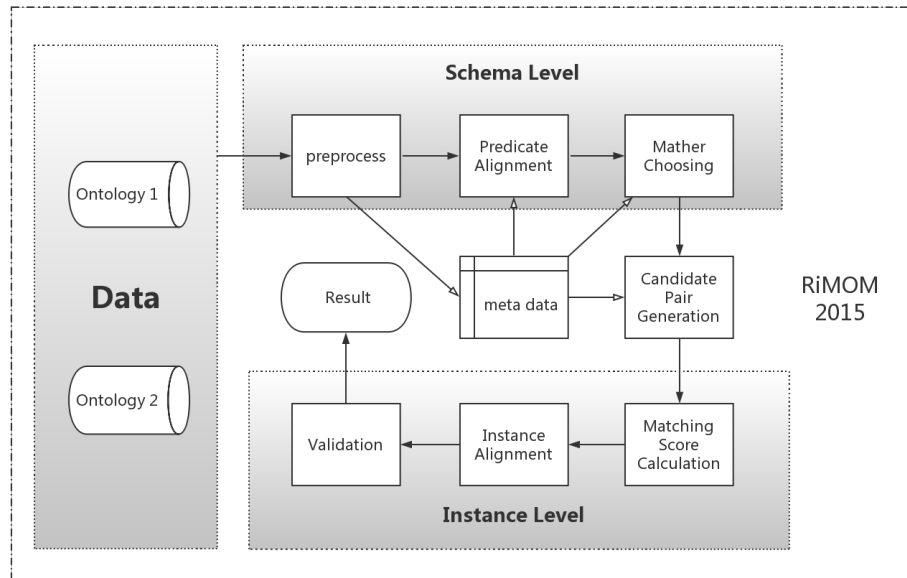 Schema Level
preprocess
Predicate
Alignment
Mather
Choosing
Ontology 1
Data
Ontology 2
Result
meta data
Candidate
Pair
Generation
RiMOM
2015
Validation
Instance
Alignment
Matching
Score
Calculation
Instance Level